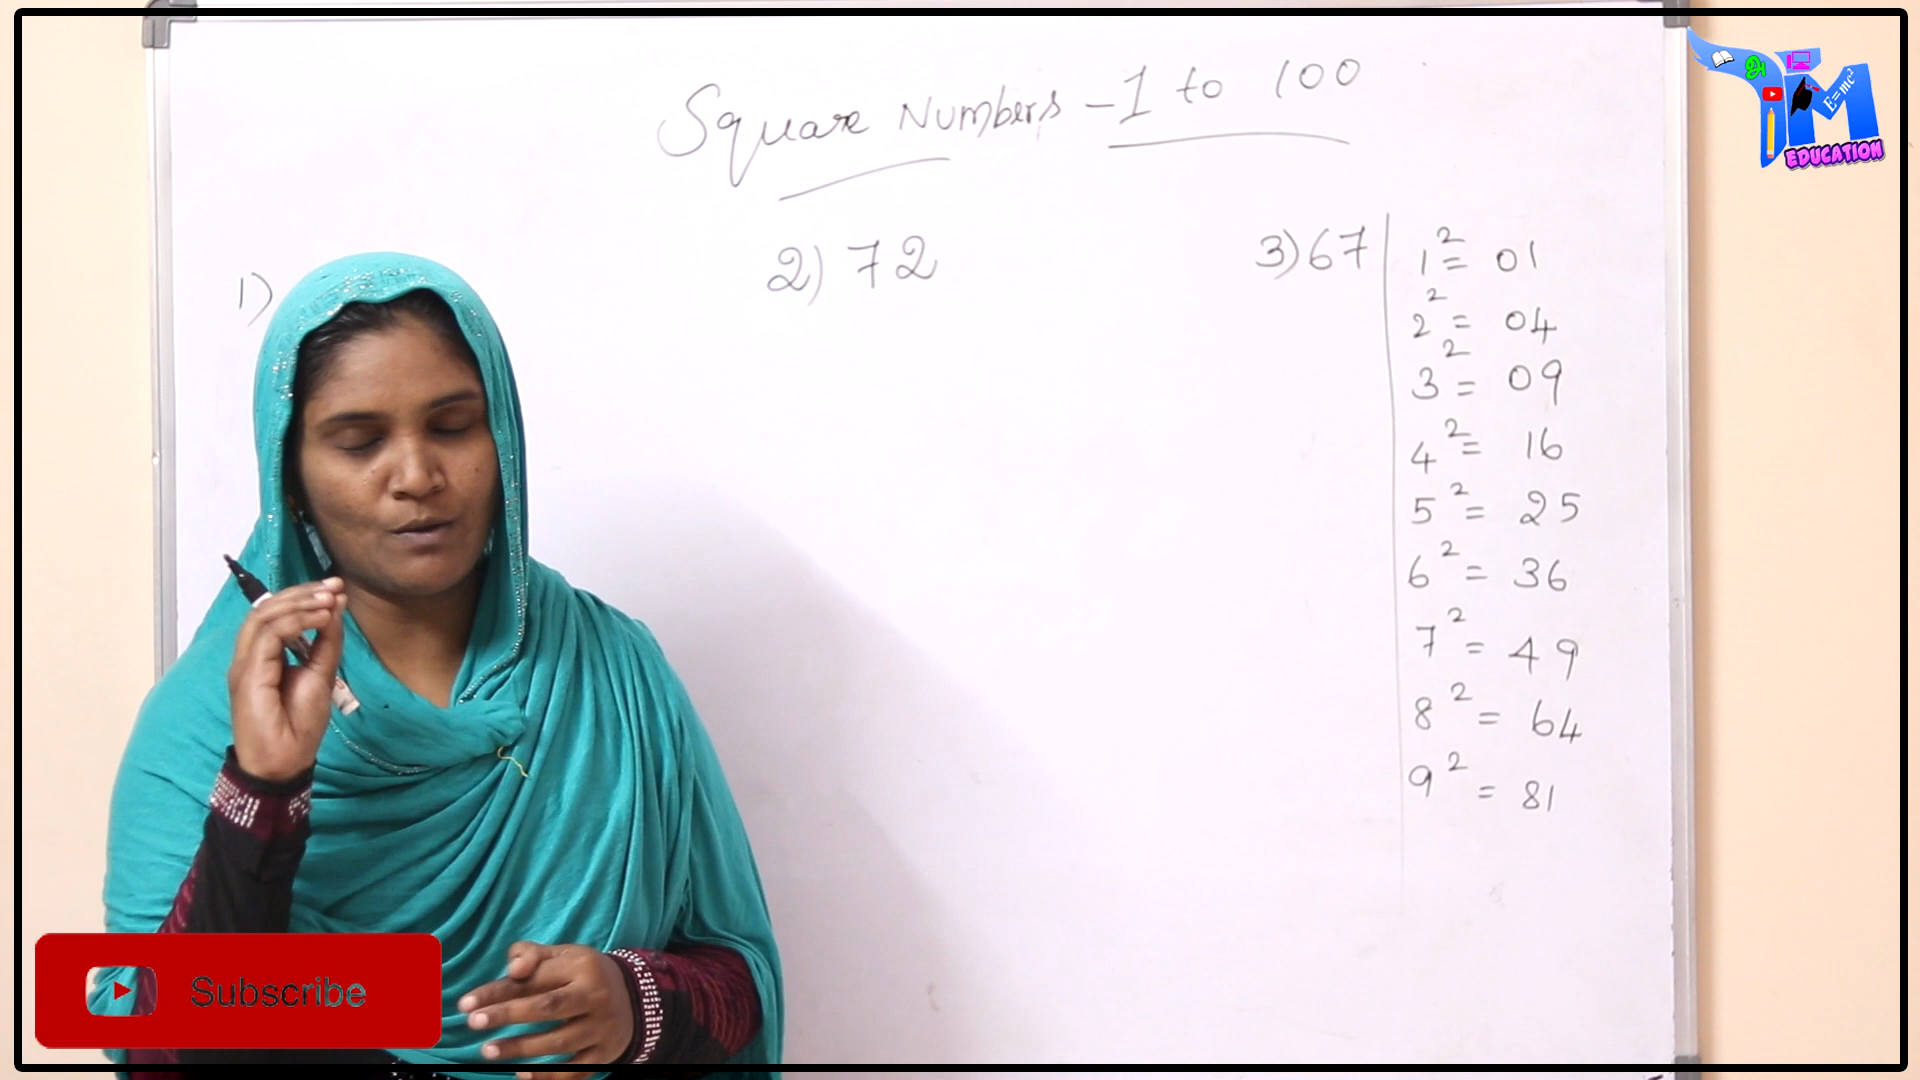 Square Numbers - 1 to 100
1)
2) 72
3) 67
1² = 01
2² = 04
3² = 09
4² = 16
5² = 25
6² = 36
7² = 49
8² = 64
9² = 81
அ
E=mc²
M
EDUCATION
Subscribe